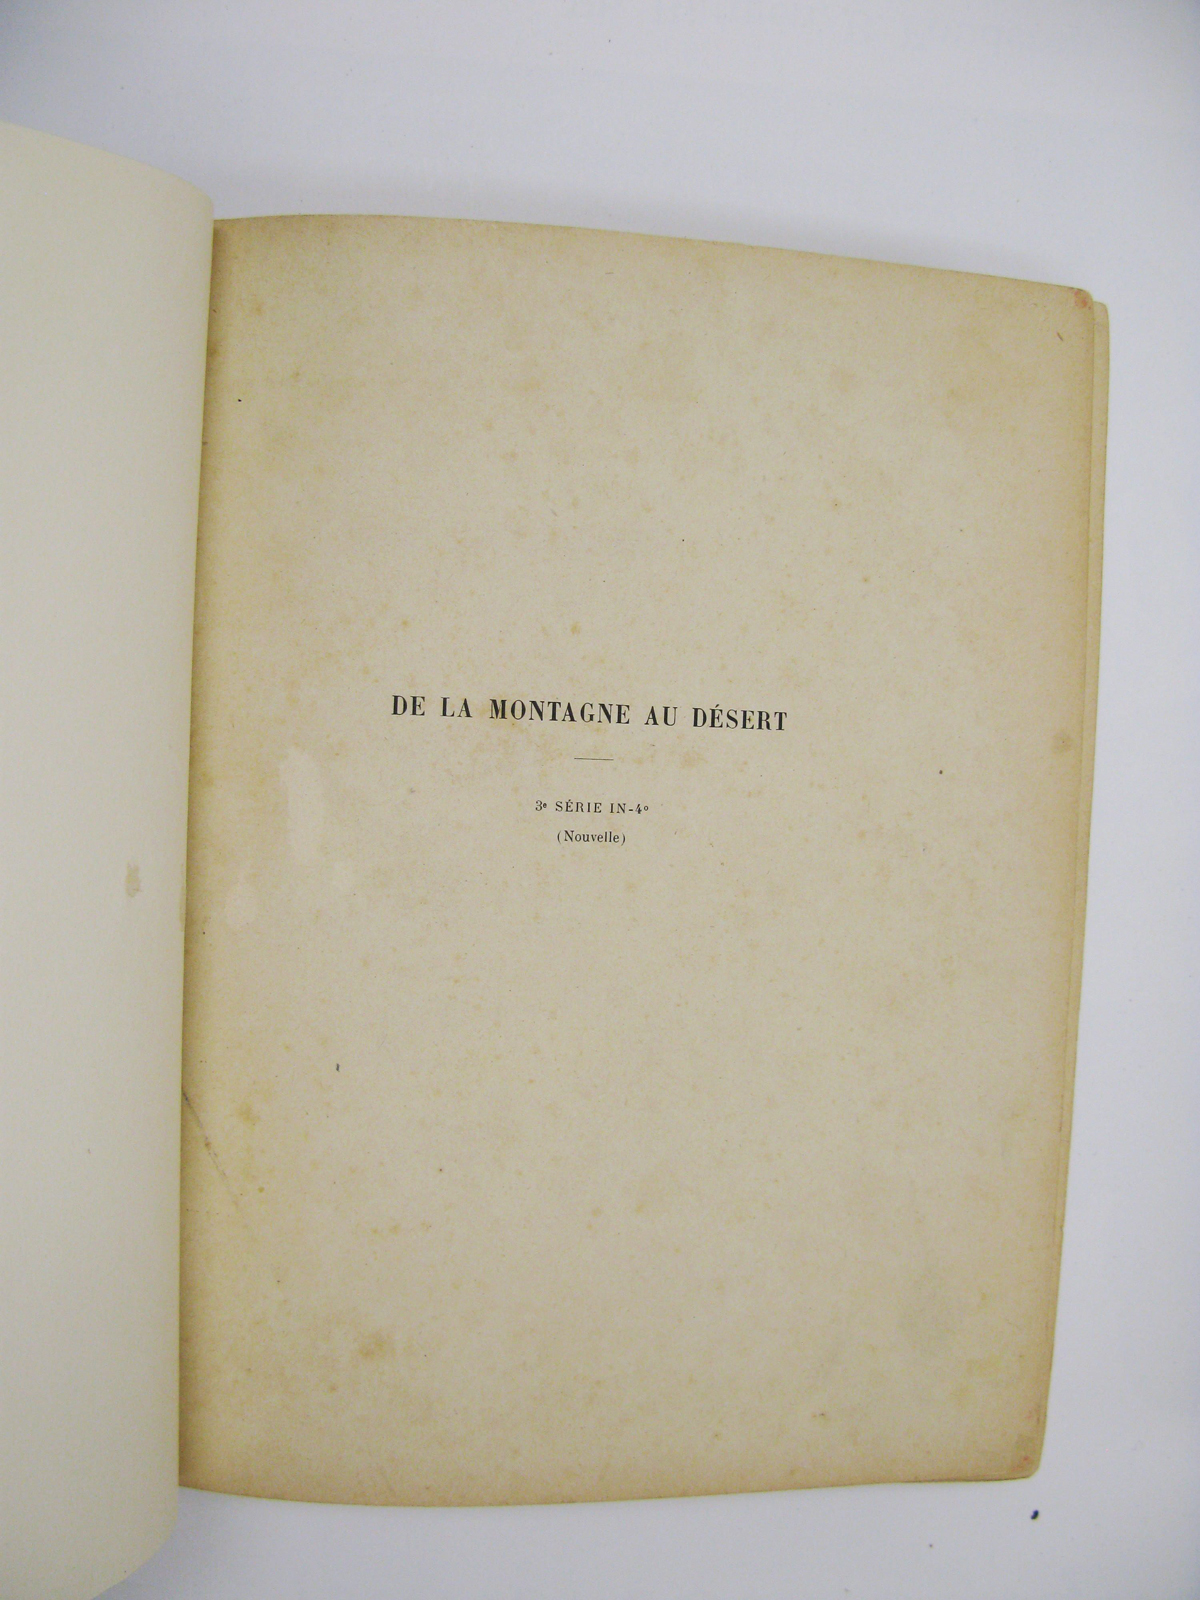 DE LA MONTAGNE AU DÉSERT
3e SÉRIE IN-4o
(Nouvelle)